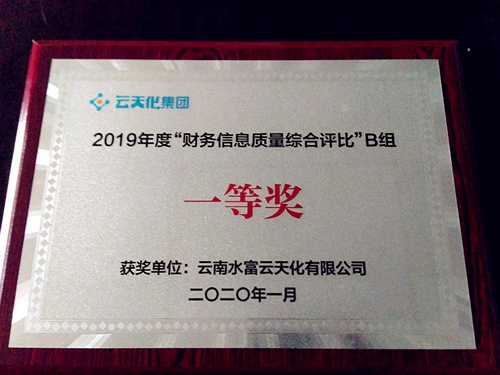 云天化集团
2019年度“财务信息质量综合评比”B组
一等奖
获奖单位：云南水富云天化有限公司
二〇二〇年一月